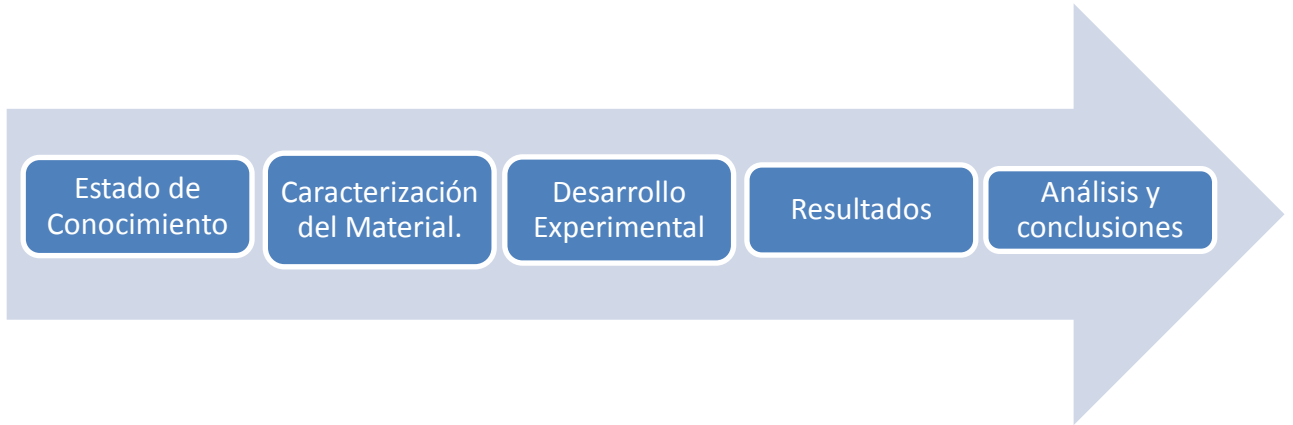 Estado de
Conocimiento
Caracterización
del Material.
Desarrollo
Experimental
Resultados
Análisis y
conclusiones